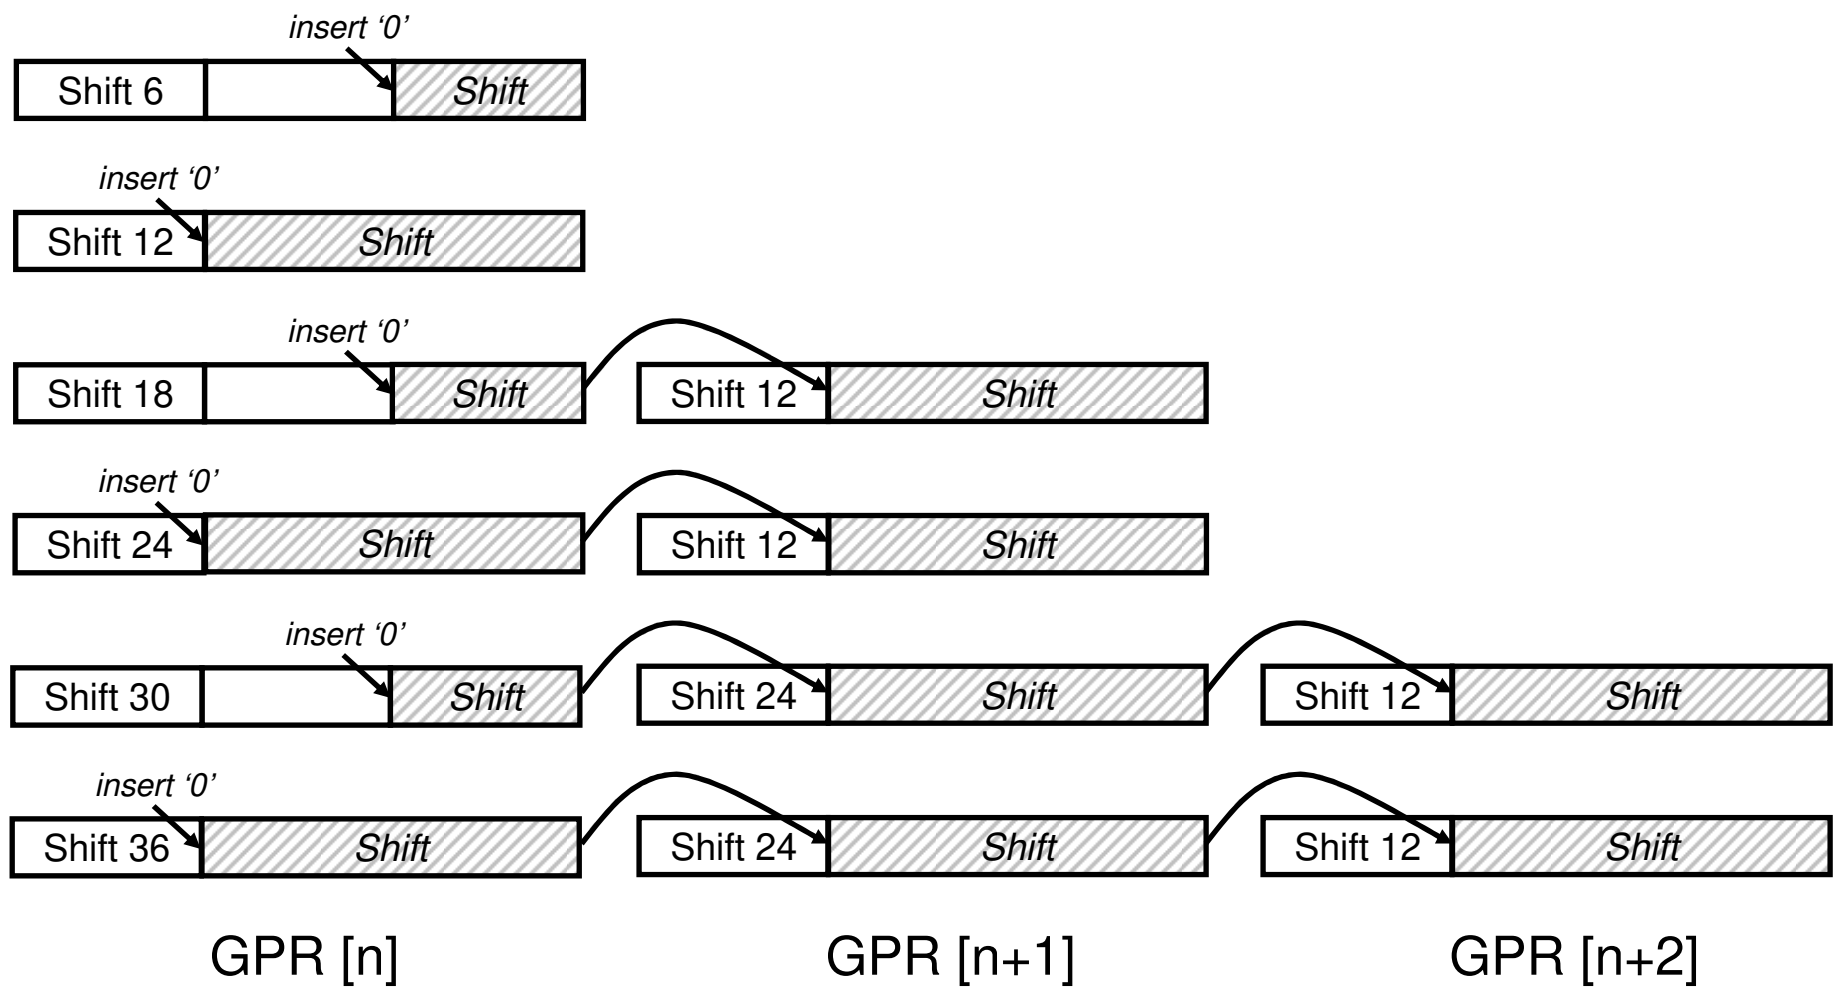 insert ‘0’
Shift 6 Shift
insert ‘0’
Shift 12 Shift
insert ‘0’
Shift 18 Shift Shift 12 Shift
insert ‘0’
Shift 24 Shift Shift 12 Shift
insert ‘0’
Shift 30 Shift Shift 24 Shift Shift 12 Shift
insert ‘0’
Shift 36 Shift Shift 24 Shift Shift 12 Shift
GPR [n] GPR [n+1] GPR [n+2]